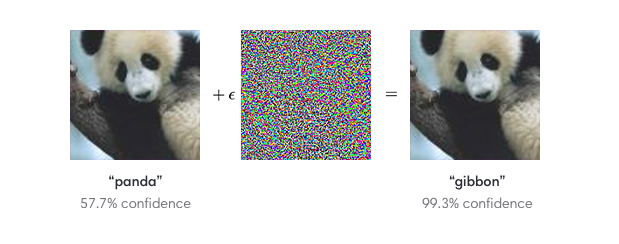 + ϵ
=
“panda”
57.7% confidence
“gibbon”
99.3% confidence